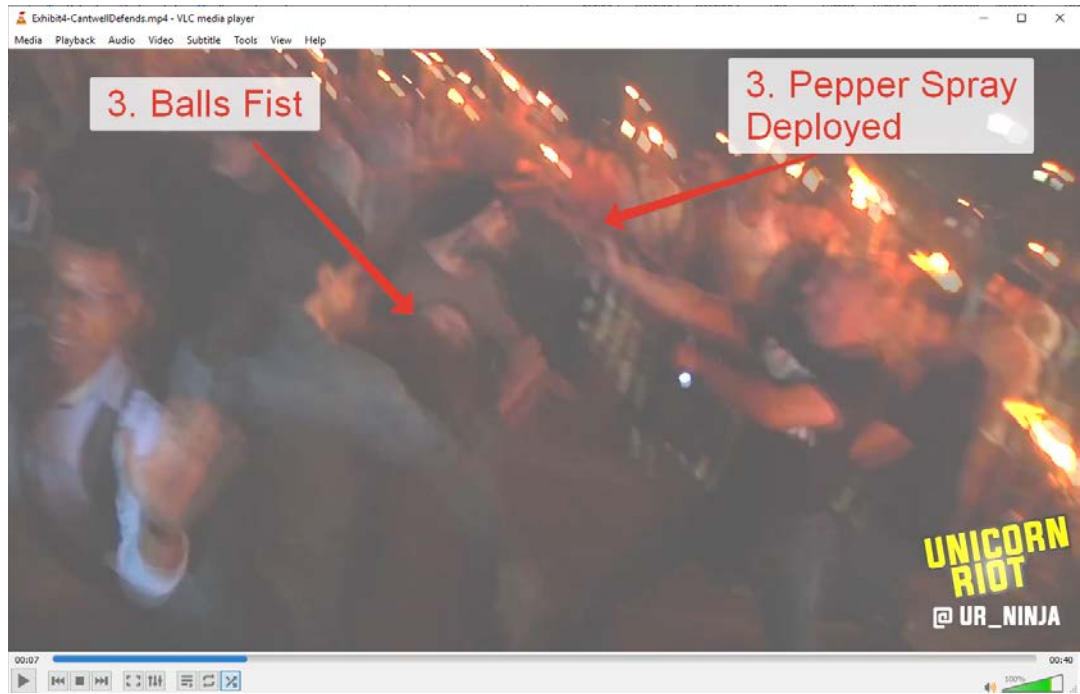 Exhibit4-CantwellDefends.mp4 - VLC media player
Media Playback Audio Video Subtitle Tools View Help
3. Balls Fist
3. Pepper Spray
Deployed
UNICORN
RIOT
@ UR_NINJA
00:07
00:40
100%